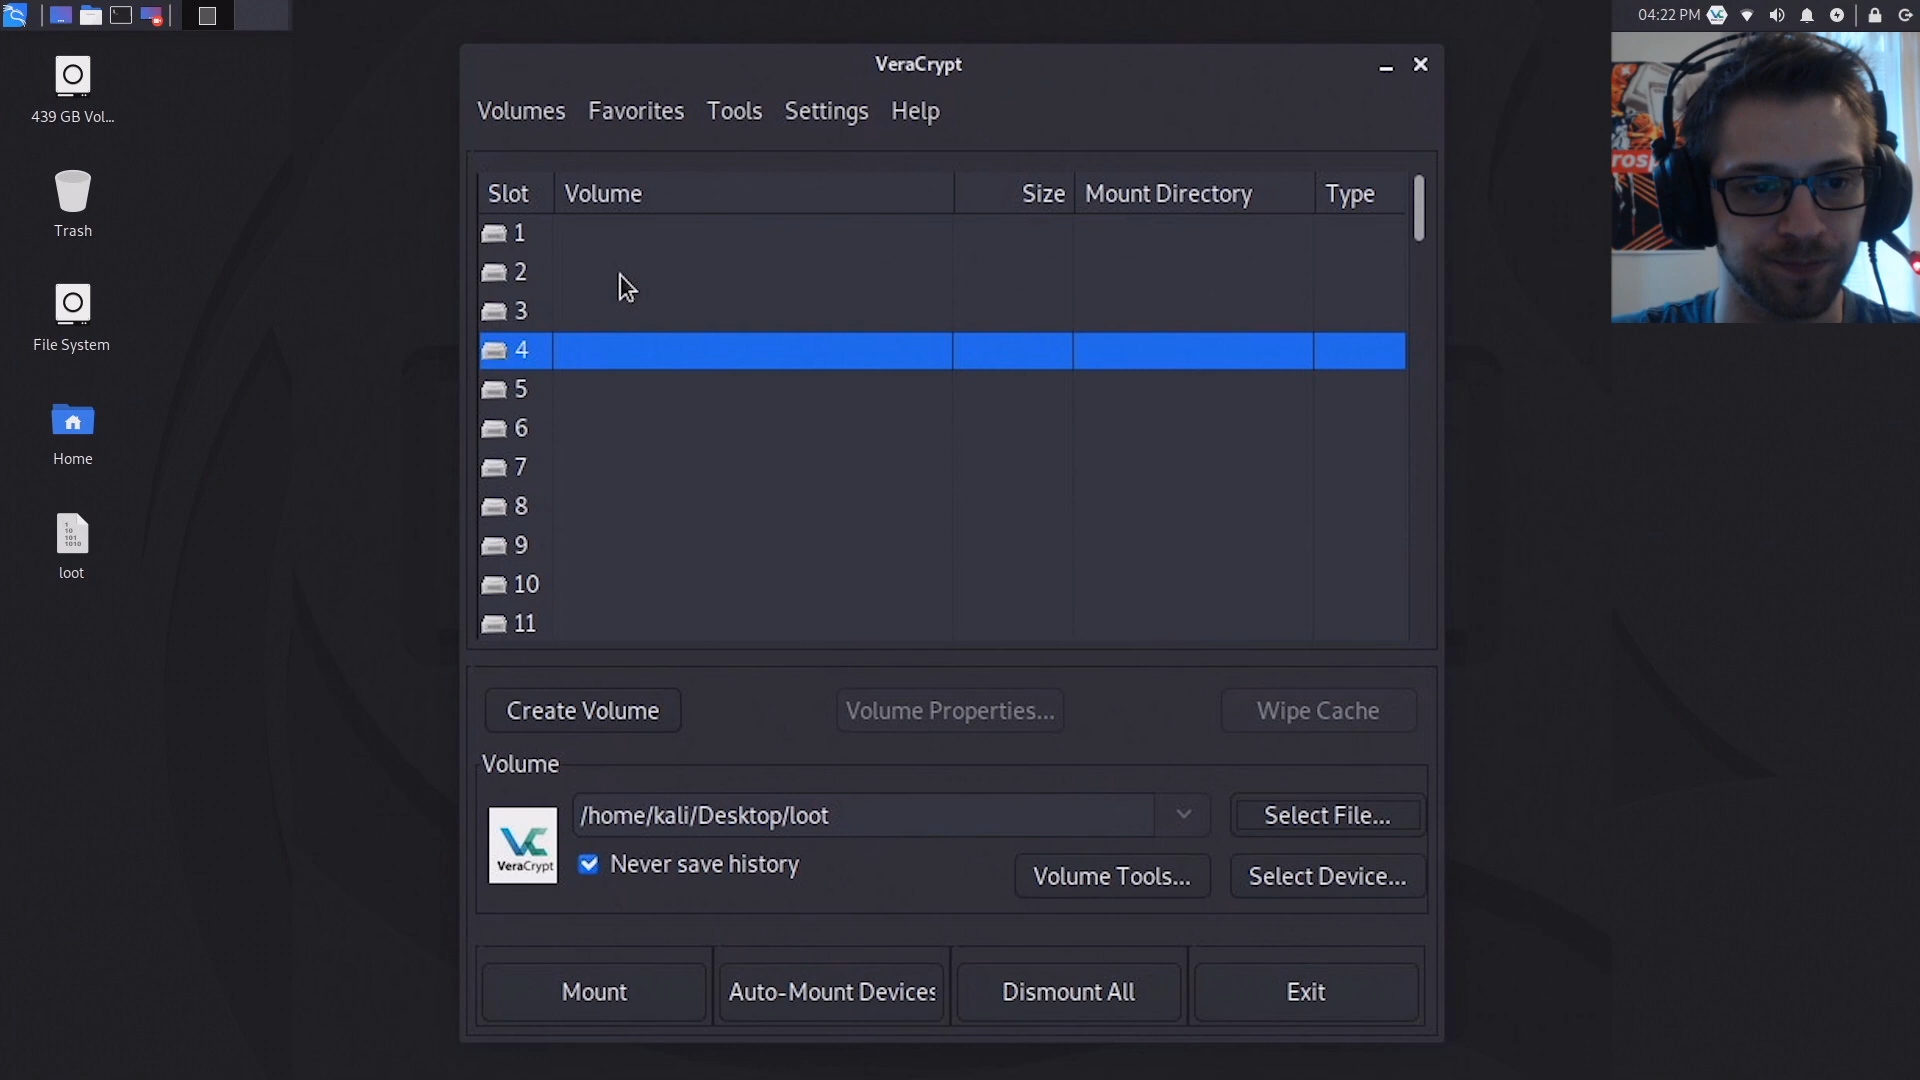 04:22 PM
439 GB Vol...
Trash
File System
Home
loot
VeraCrypt
Volumes Favorites Tools Settings Help
Slot Volume Size Mount Directory Type
1
2
3
4
5
6
7
8
9
10
11
Create Volume Volume Properties... Wipe Cache
Volume
VC
VeraCrypt
/home/kali/Desktop/loot Select File...
Never save history
Volume Tools... Select Device...
Mount Auto-Mount Devices Dismount All Exit